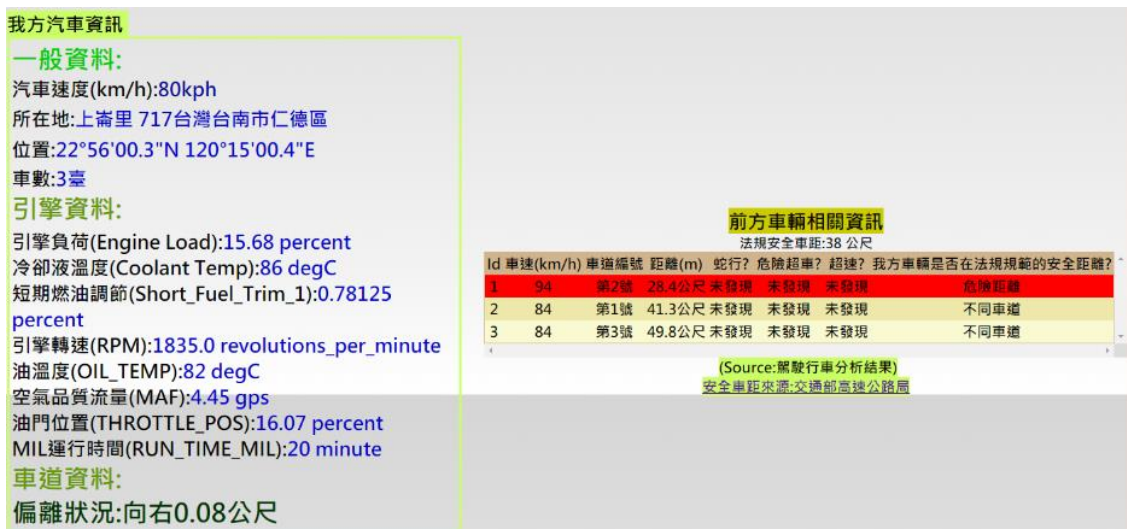 我方汽車資訊
一般資料:
汽車速度(km/h):80kph
所在地:上崙里 717台灣台南市仁德區
位置:22°56'00.3"N 120°15'00.4"E
車數:3臺
引擎資料:
引擎負荷(Engine Load):15.68 percent
冷卻液溫度(Coolant Temp):86 degC
短期燃油調節(Short_Fuel_Trim_1):0.78125
percent
引擎轉速(RPM):1835.0 revolutions_per_minute
油溫度(OIL_TEMP):82 degC
空氣品質流量(MAF):4.45 gps
油門位置(THROTTLE_POS):16.07 percent
MIL運行時間(RUN_TIME_MIL):20 minute
車道資料:
偏離狀況:向右0.08公尺
前方車輛相關資訊
法規安全車距:38 公尺
Id 車速(km/h) 車道編號 距離(m) 蛇行? 危險超車? 超速? 我方車輛是否在法規規範的安全距離?
1 94 第2號 28.4公尺 未發現 未發現 未發現 危險距離
2 84 第1號 41.3公尺 未發現 未發現 未發現 不同車道
3 84 第3號 49.8公尺 未發現 未發現 未發現 不同車道
(Source:駕駛行車分析結果)
安全車距來源:交通部高速公路局